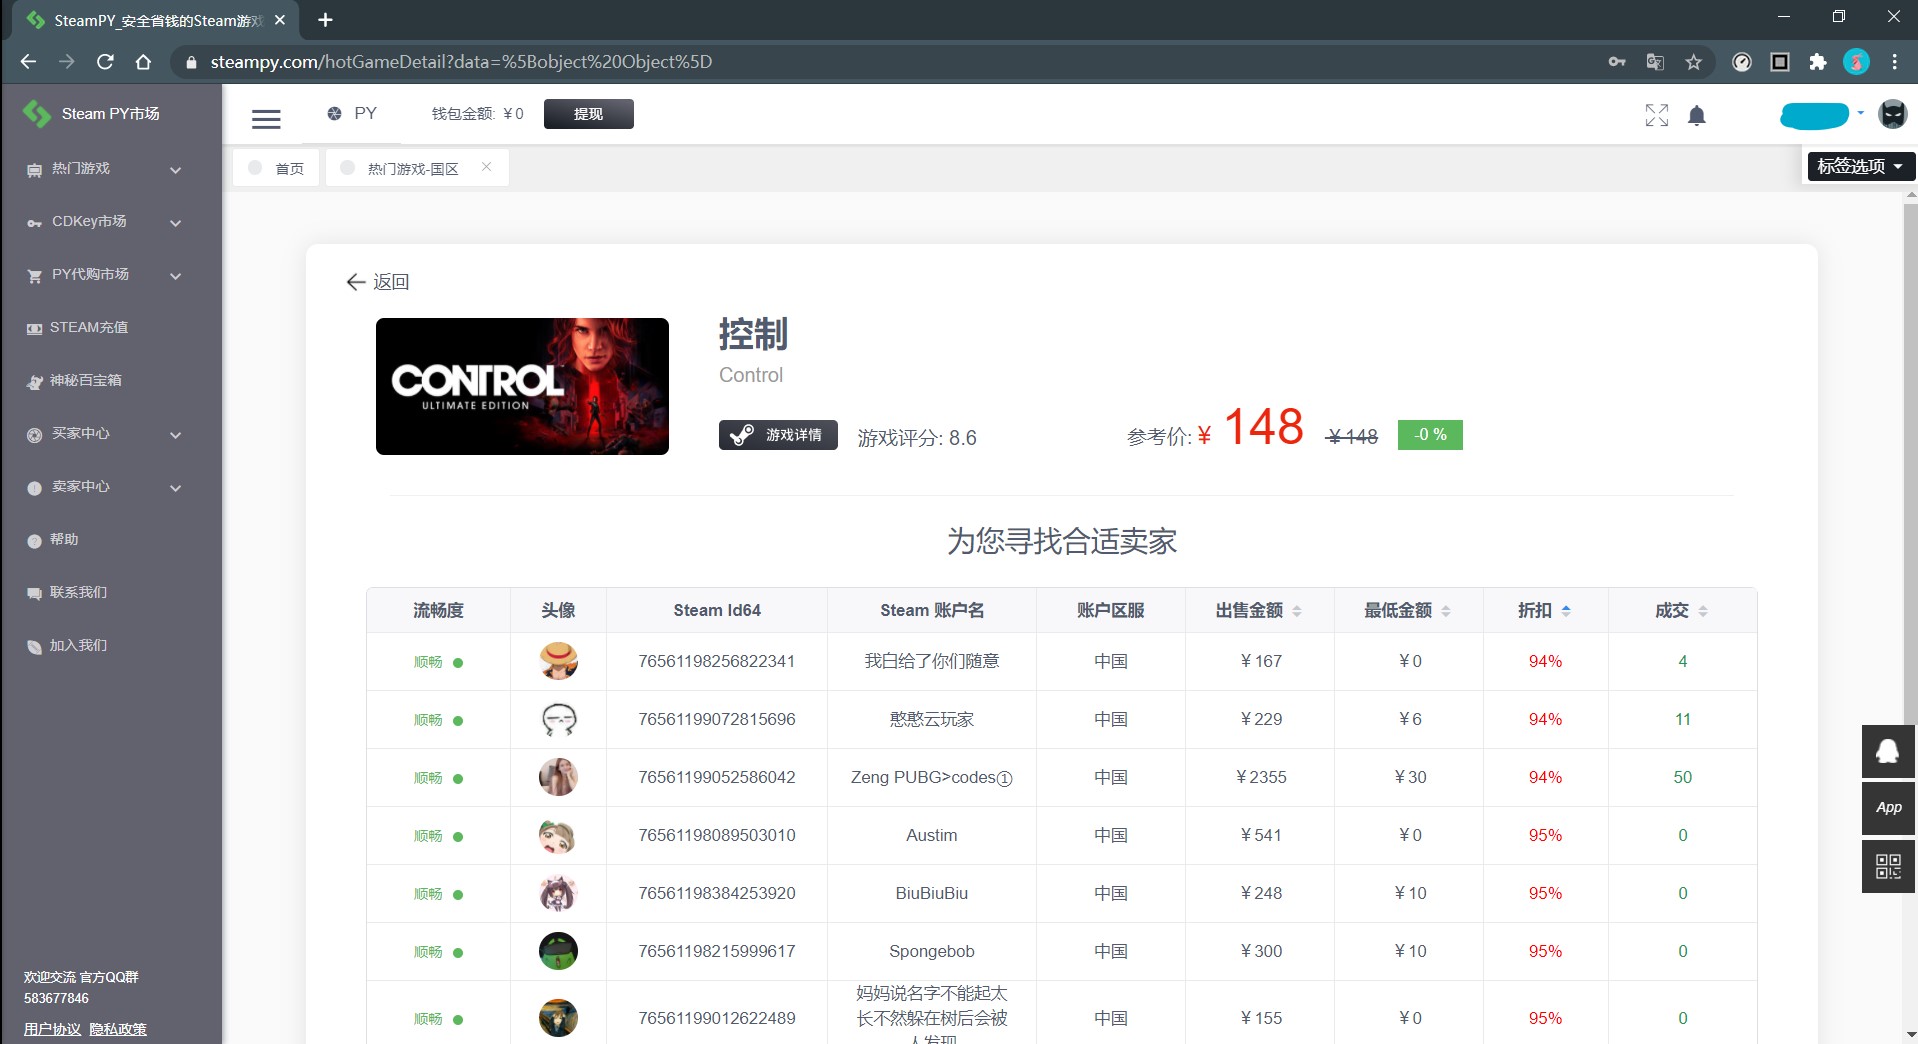 SteamPY_安全省钱的Steam游戏
steampy.com/hotGameDetail?data=%5Bobject%20Object%5D
Steam PY市场
PY
钱包金额: ¥0
提现
首页
热门游戏-国区
标签选项
热门游戏
CDKey市场
PY代购市场
STEAM充值
神秘百宝箱
买家中心
卖家中心
帮助
联系我们
加入我们
欢迎交流 官方QQ群
583677846
用户协议 隐私政策
返回
CONTROL
ULTIMATE EDITION
控制
Control
游戏详情
游戏评分: 8.6
参考价: ¥ 148 ¥148 -0 %
为您寻找合适卖家
流畅度 头像 Steam Id64 Steam 账户名 账户区服 出售金额 最低金额 折扣 成交
顺畅 76561198256822341 我白给了你们随意 中国 ¥167 ¥0 94% 4
顺畅 76561199072815696 憨憨云玩家 中国 ¥229 ¥6 94% 11
顺畅 76561199052586042 Zeng PUBG>codes① 中国 ¥2355 ¥30 94% 50
顺畅 76561198089503010 Austim 中国 ¥541 ¥0 95% 0
顺畅 76561198384253920 BiuBiuBiu 中国 ¥248 ¥10 95% 0
顺畅 76561198215999617 Spongebob 中国 ¥300 ¥10 95% 0
顺畅 76561199012622489 妈妈说名字不能起太 中国 ¥155 ¥0 95% 0
长不然躲在树后会被
人发现
App